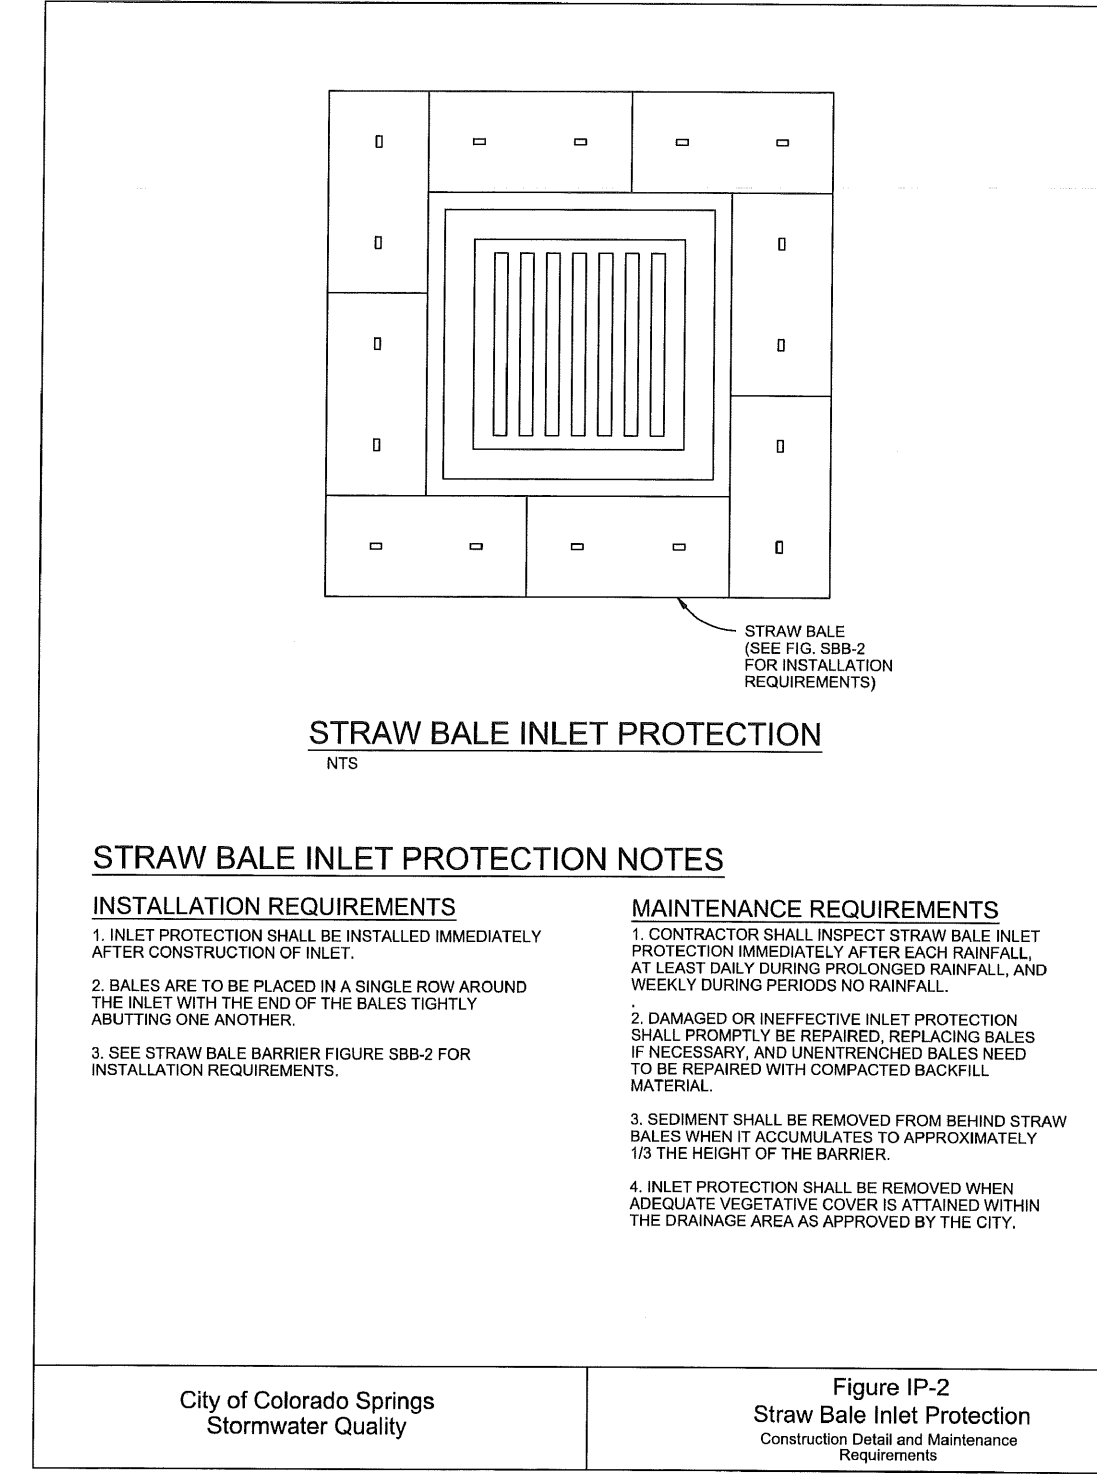 STRAW BALE
(SEE FIG. SBB-2
FOR INSTALLATION
REQUIREMENTS)
STRAW BALE INLET PROTECTION
NTS
STRAW BALE INLET PROTECTION NOTES
INSTALLATION REQUIREMENTS
1. INLET PROTECTION SHALL BE INSTALLED IMMEDIATELY
AFTER CONSTRUCTION OF INLET.
2. BALES ARE TO BE PLACED IN A SINGLE ROW AROUND
THE INLET WITH THE END OF THE BALES TIGHTLY
ABUTTING ONE ANOTHER.
3. SEE STRAW BALE BARRIER FIGURE SBB-2 FOR
INSTALLATION REQUIREMENTS.
MAINTENANCE REQUIREMENTS
1. CONTRACTOR SHALL INSPECT STRAW BALE INLET
PROTECTION IMMEDIATELY AFTER EACH RAINFALL,
AT LEAST DAILY DURING PROLONGED RAINFALL, AND
WEEKLY DURING PERIODS NO RAINFALL.
.
2. DAMAGED OR INEFFECTIVE INLET PROTECTION
SHALL PROMPTLY BE REPAIRED, REPLACING BALES
IF NECESSARY, AND UNENTRENCHED BALES NEED
TO BE REPAIRED WITH COMPACTED BACKFILL
MATERIAL.
3. SEDIMENT SHALL BE REMOVED FROM BEHIND STRAW
BALES WHEN IT ACCUMULATES TO APPROXIMATELY
1/3 THE HEIGHT OF THE BARRIER.
4. INLET PROTECTION SHALL BE REMOVED WHEN
ADEQUATE VEGETATIVE COVER IS ATTAINED WITHIN
THE DRAINAGE AREA AS APPROVED BY THE CITY.
City of Colorado Springs
Stormwater Quality
Figure IP-2
Straw Bale Inlet Protection
Construction Detail and Maintenance
Requirements